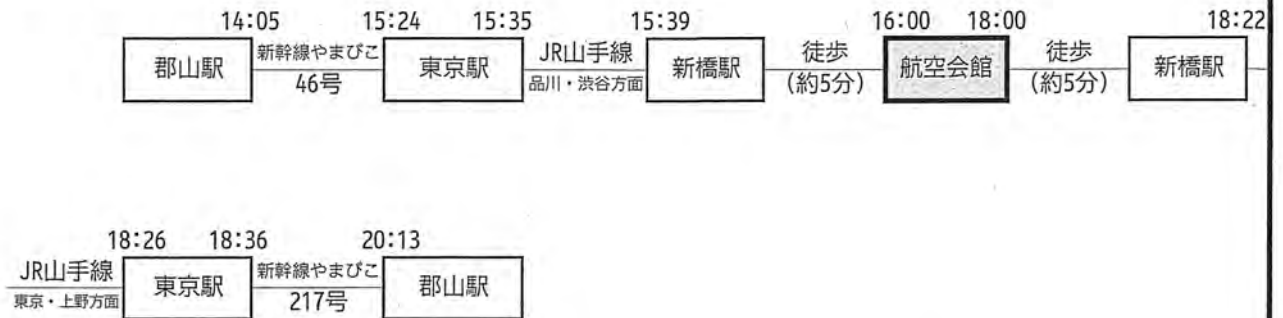 14:05 15:24 15:35 15:39 16:00 18:00 18:22
郡山駅 新幹線やまびこ 東京駅 JR山手線 新橋駅 徒歩 航空会館 徒歩 新橋駅
46号 品川・渋谷方面 (約5分) (約5分)
18:26 18:36 20:13
JR山手線 東京駅 新幹線やまびこ 郡山駅
東京・上野方面 217号